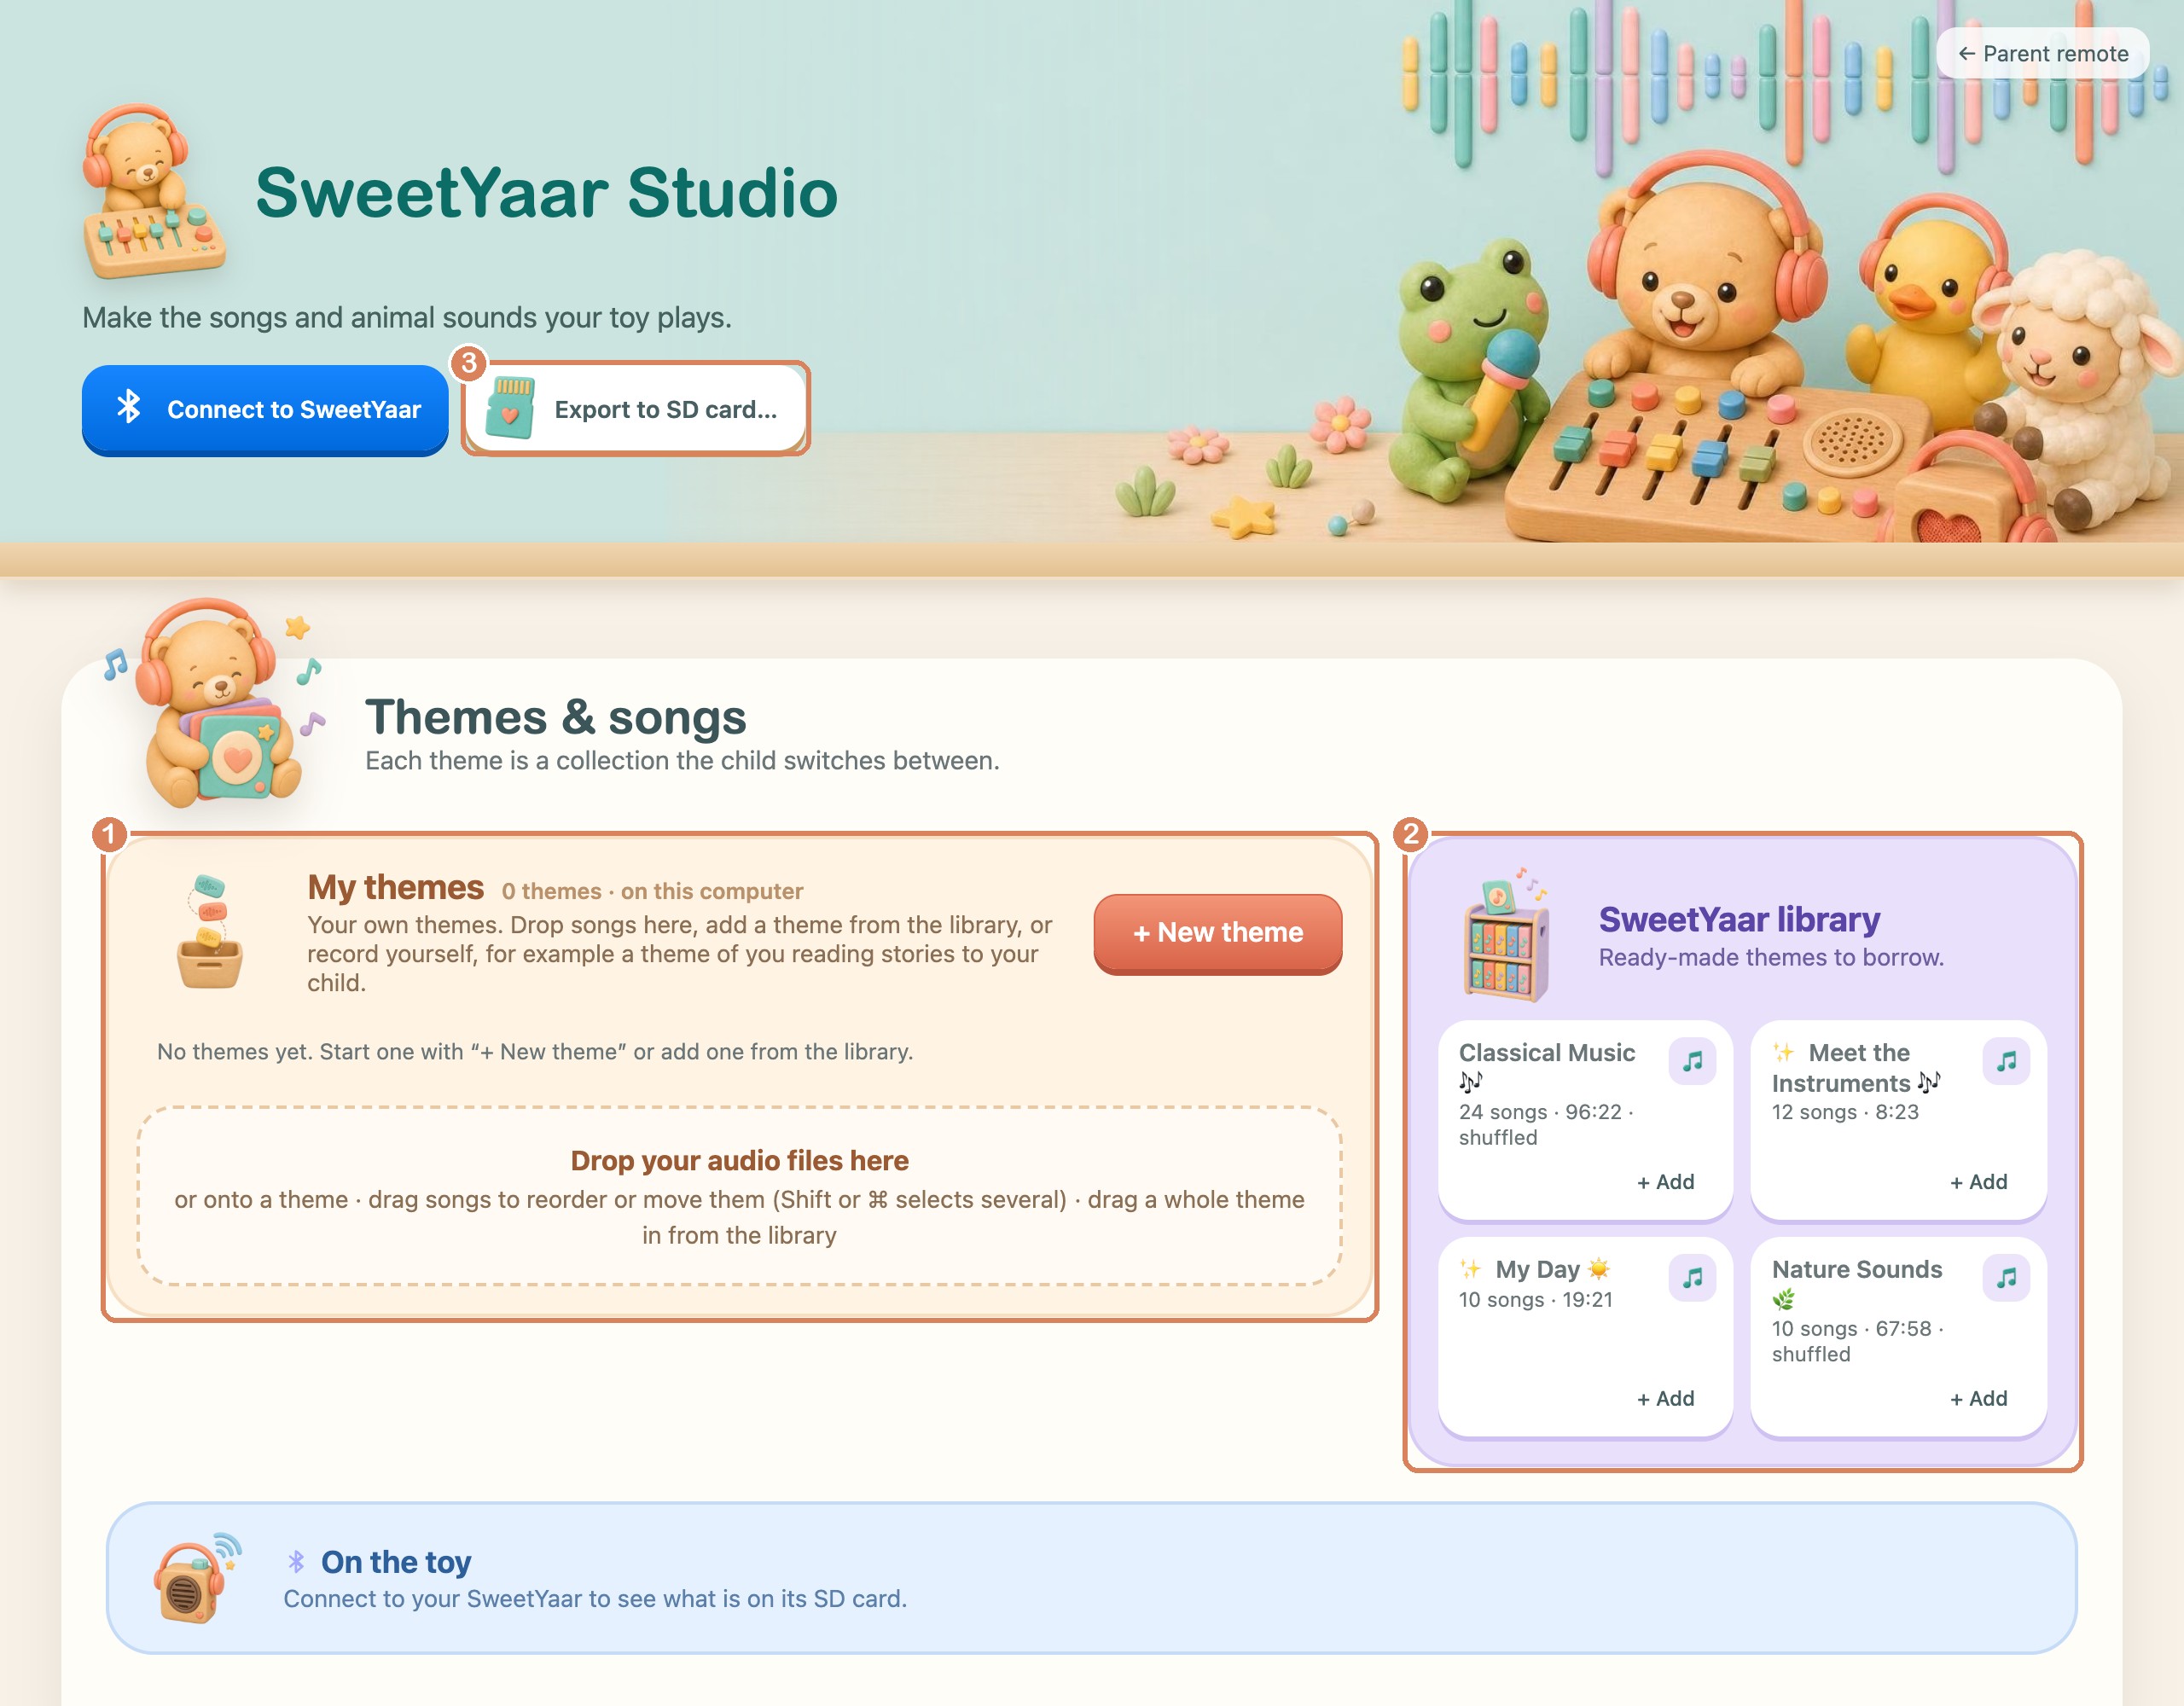 ← Parent remote
SweetYaar Studio
Make the songs and animal sounds your toy plays.
Connect to SweetYaar
3
Export to SD card...
Themes & songs
Each theme is a collection the child switches between.
1
My themes 0 themes · on this computer
Your own themes. Drop songs here, add a theme from the library, or
record yourself, for example a theme of you reading stories to your
child.
+ New theme
No themes yet. Start one with “+ New theme” or add one from the library.
Drop your audio files here
or onto a theme · drag songs to reorder or move them (Shift or ⌘ selects several) · drag a whole theme
in from the library
2
SweetYaar library
Ready-made themes to borrow.
Classical Music
🎶
24 songs · 96:22 ·
shuffled
+ Add
✨ Meet the
Instruments 🎶
12 songs · 8:23
+ Add
✨ My Day ☀️
10 songs · 19:21
+ Add
Nature Sounds
🌿
10 songs · 67:58 ·
shuffled
+ Add
On the toy
Connect to your SweetYaar to see what is on its SD card.